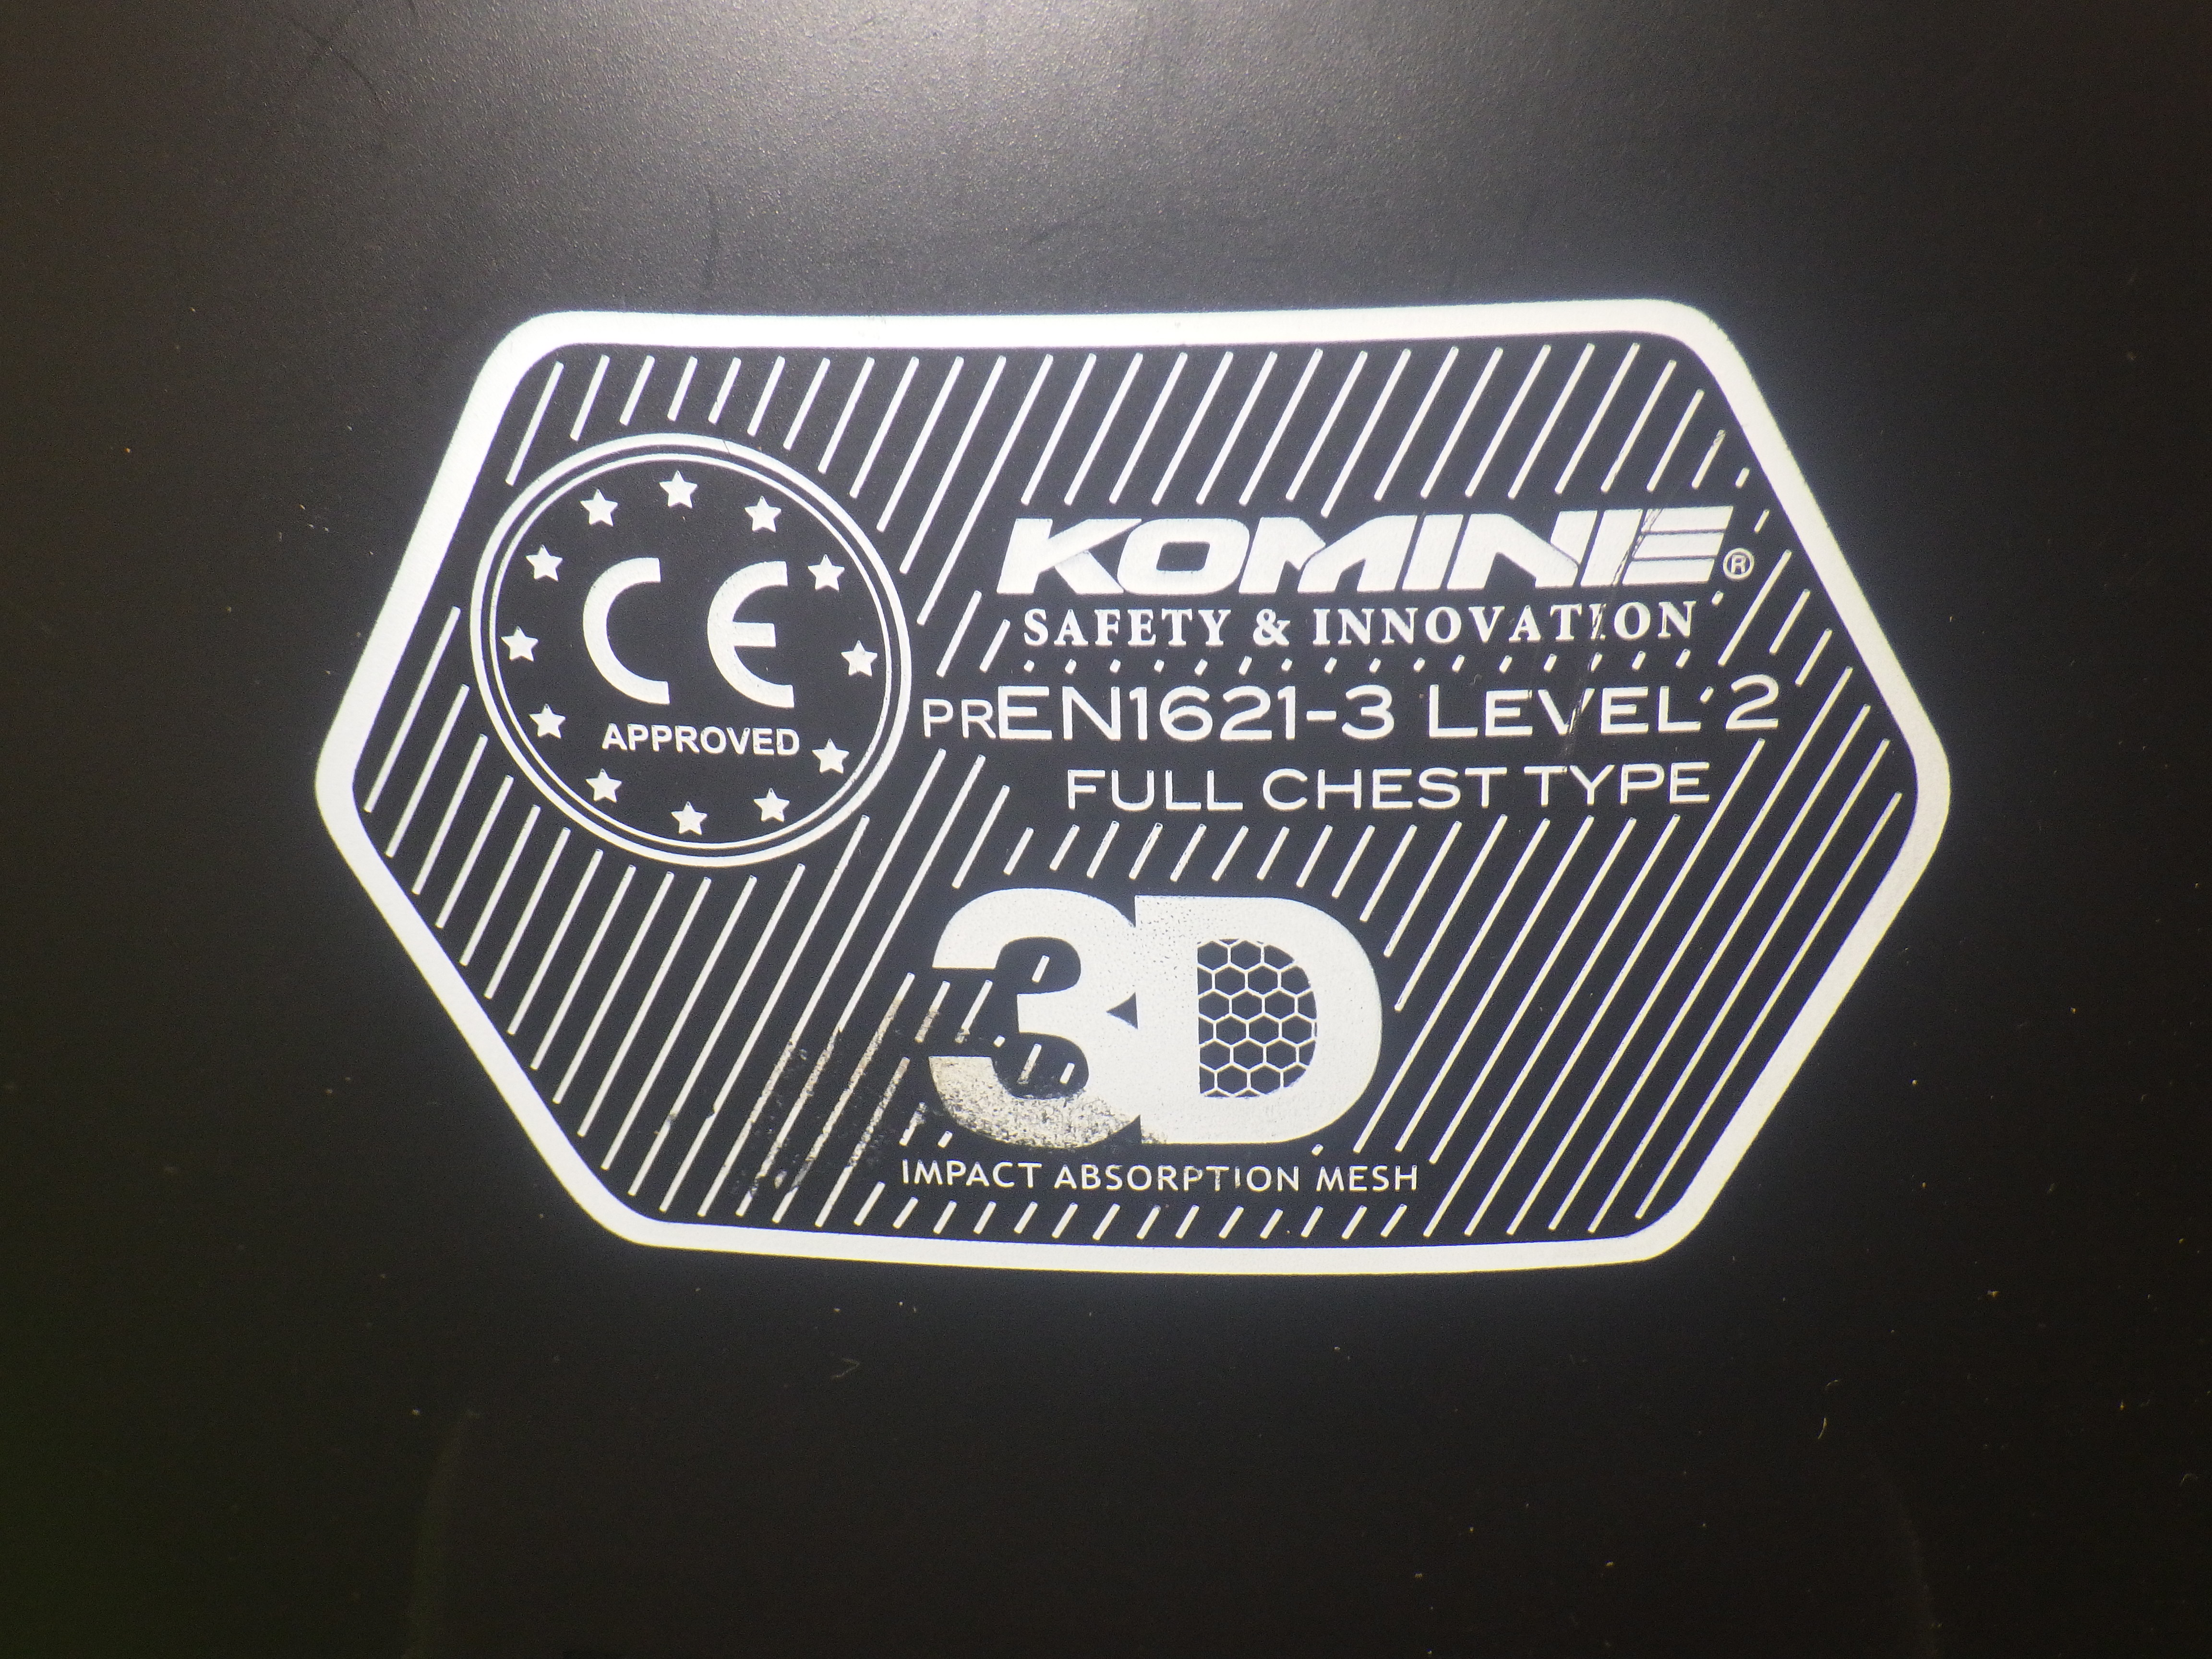 CE
APPROVED
KOMINE®
SAFETY & INNOVATION
PREN1621-3 LEVEL 2
FULL CHEST TYPE
3D
IMPACT ABSORPTION MESH